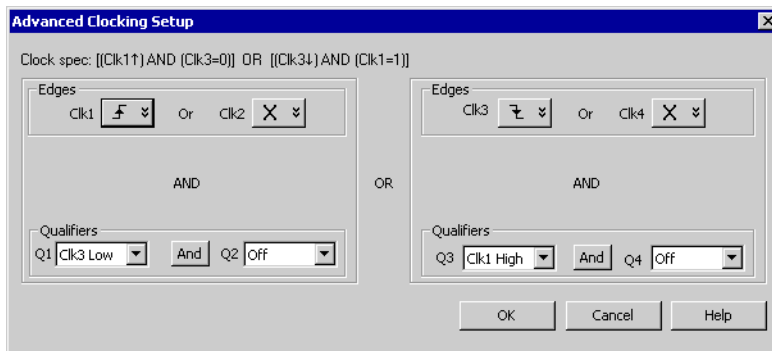 Advanced Clocking Setup
Clock spec: [(Clk1↑) AND (Clk3=0)] OR [(Clk3↓) AND (Clk1=1)]
Edges
Clk1 Or Clk2 X
AND
Qualifiers
Q1 Clk3 Low And Q2 Off
OR
Edges
Clk3 Or Clk4 X
AND
Qualifiers
Q3 Clk1 High And Q4 Off
OK Cancel Help